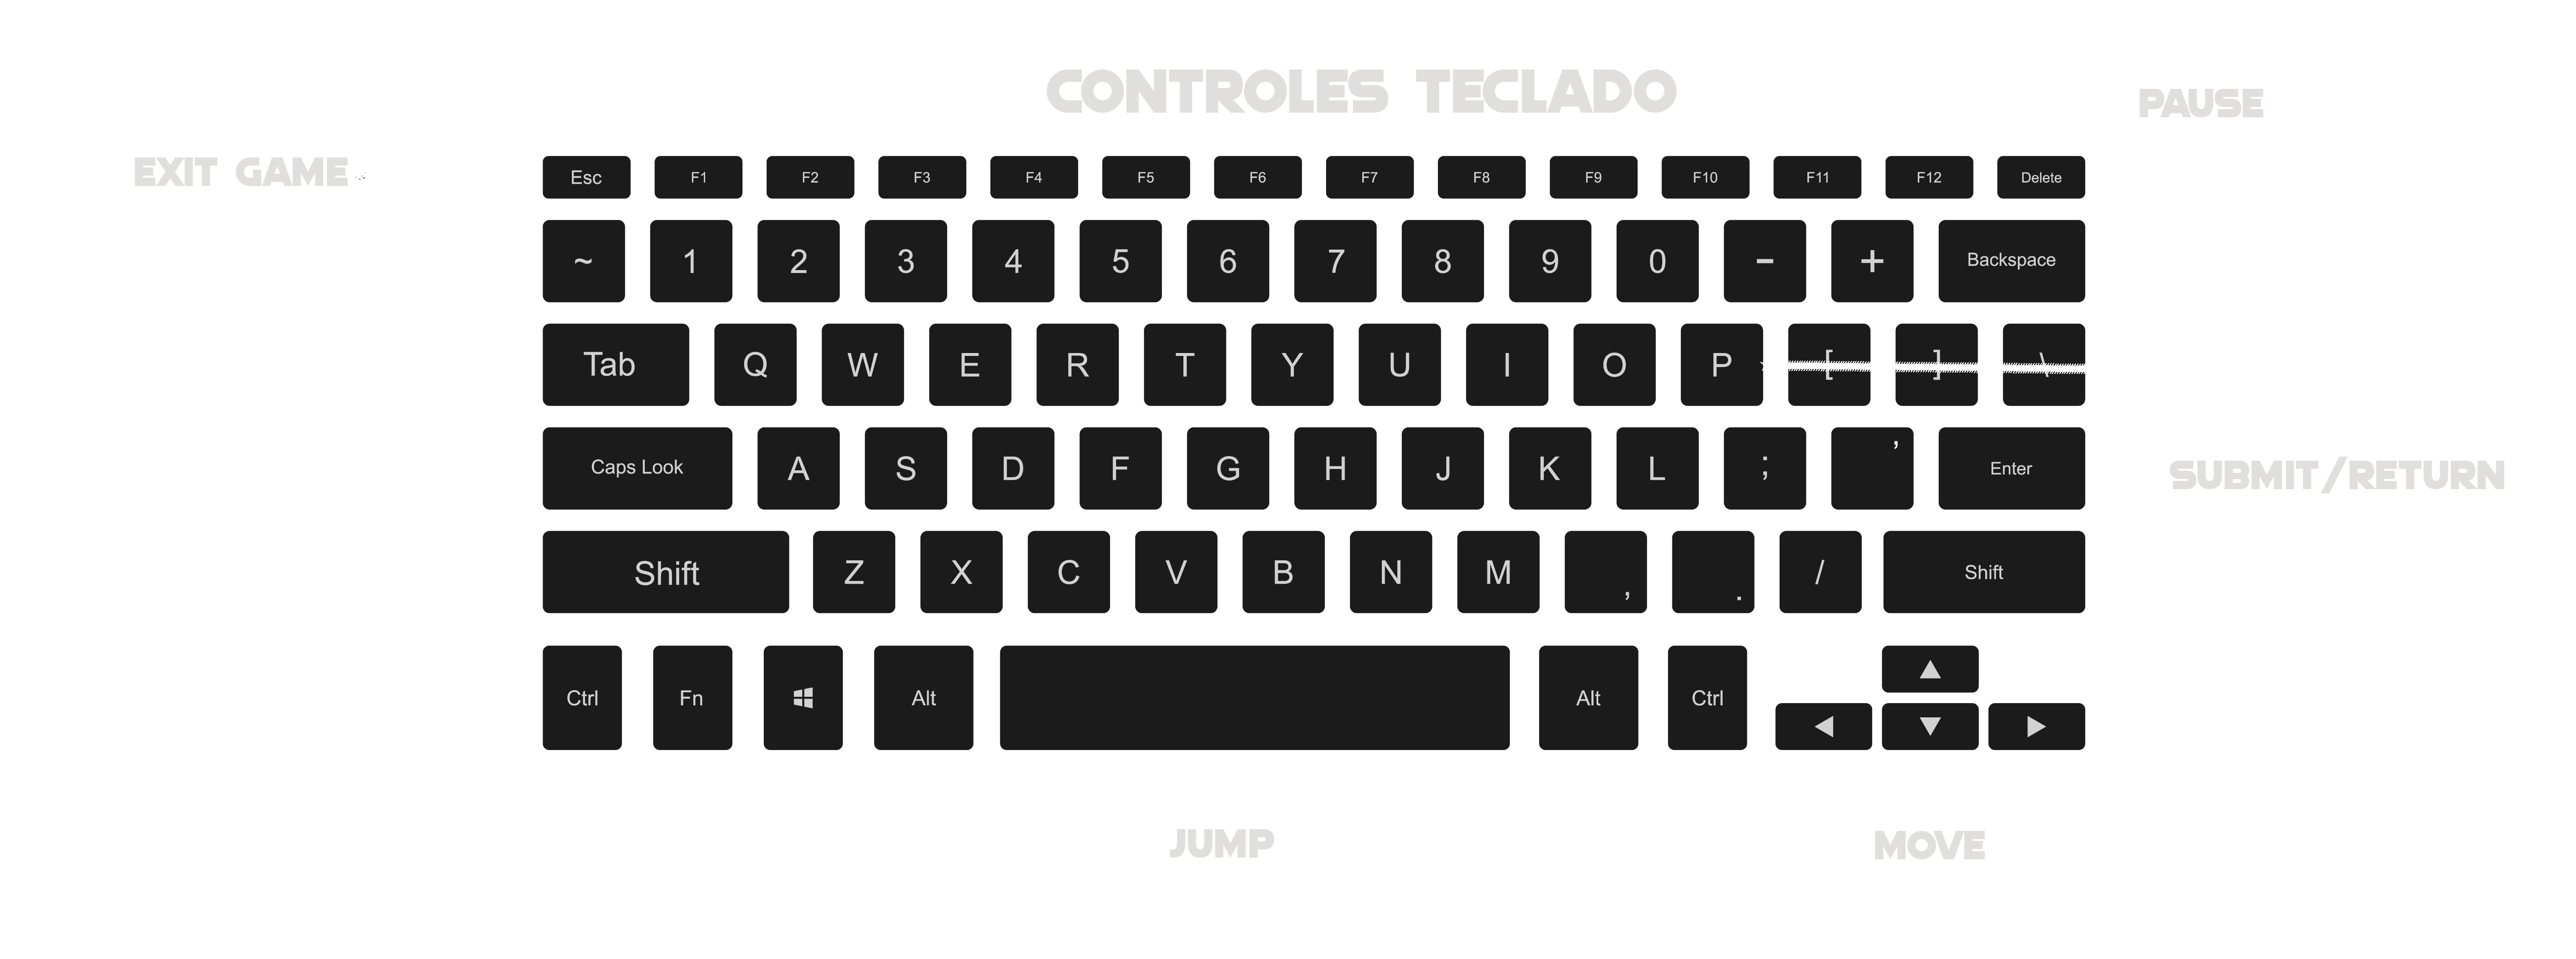 CONTROLES TECLADO
PAUSE
EXIT GAME
Esc F1 F2 F3 F4 F5 F6 F7 F8 F9 F10 F11 F12 Delete
~ 1 2 3 4 5 6 7 8 9 0 - + Backspace
Tab Q W E R T Y U I O P [ ] \
Caps Look A S D F G H J K L ; ' Enter
SUBMIT/RETURN
Shift Z X C V B N M , . / Shift
Ctrl Fn Alt Alt Ctrl ▲
◀ ▼ ▶
JUMP MOVE